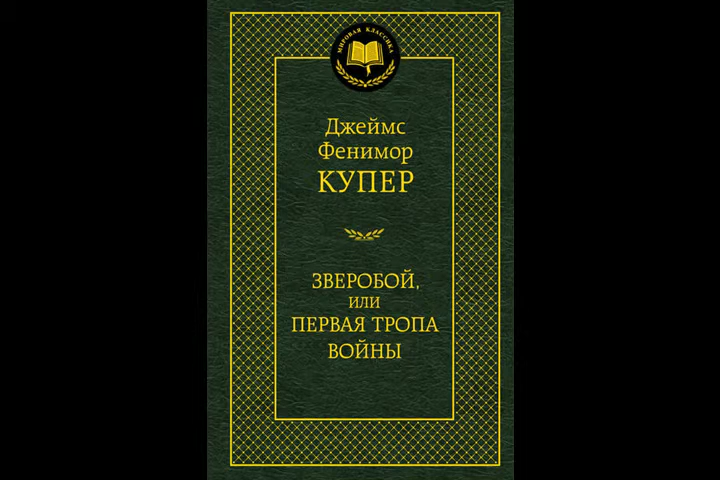 МИРОВАЯ КЛАССИКА
Джеймс
Фенимор
КУПЕР
ЗВЕРОБОЙ,
ИЛИ
ПЕРВАЯ ТРОПА
ВОЙНЫ